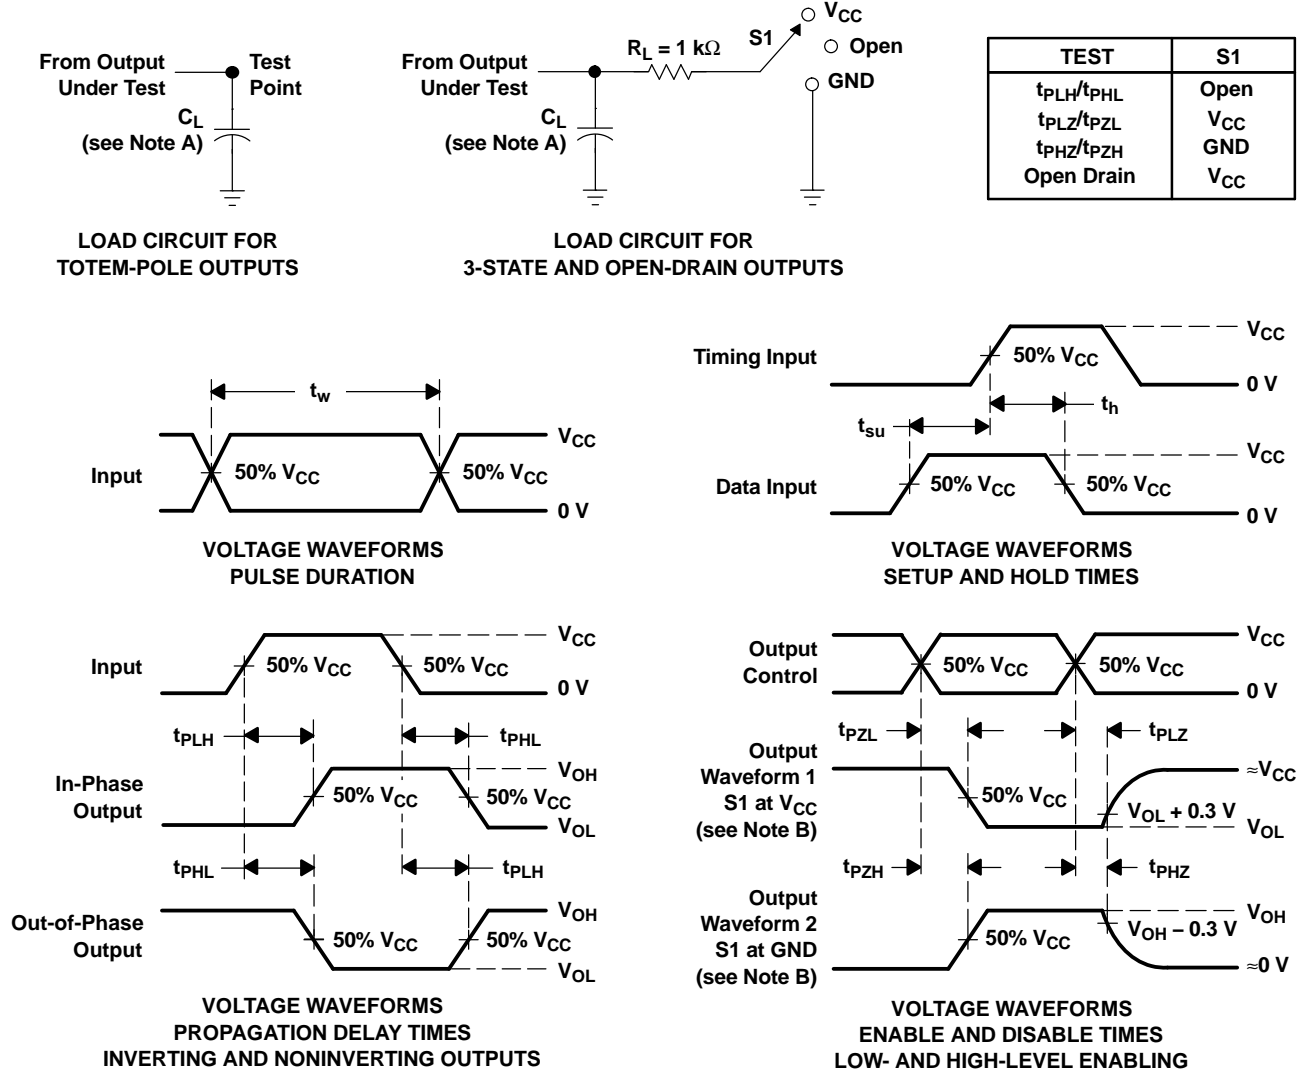 From Output
Under Test
Test
Point
CL
(see Note A)
LOAD CIRCUIT FOR
TOTEM-POLE OUTPUTS
From Output
Under Test
RL = 1 kΩ
S1
VCC
Open
GND
CL
(see Note A)
LOAD CIRCUIT FOR
3-STATE AND OPEN-DRAIN OUTPUTS
TEST S1
tPLH/tPHL Open
tPLZ/tPZL VCC
tPHZ/tPZH GND
Open Drain VCC
tw
Input
50% VCC
50% VCC
VCC
0 V
VOLTAGE WAVEFORMS
PULSE DURATION
Timing Input
50% VCC
VCC
0 V
tsu
th
Data Input
50% VCC
50% VCC
VCC
0 V
VOLTAGE WAVEFORMS
SETUP AND HOLD TIMES
Input
50% VCC
50% VCC
VCC
0 V
tPLH
tPHL
In-Phase
Output
50% VCC
50% VCC
VOH
VOL
tPHL
tPLH
Out-of-Phase
Output
50% VCC
50% VCC
VOH
VOL
VOLTAGE WAVEFORMS
PROPAGATION DELAY TIMES
INVERTING AND NONINVERTING OUTPUTS
Output
Control
50% VCC
50% VCC
VCC
0 V
tPZL
tPLZ
Output
Waveform 1
S1 at VCC
(see Note B)
50% VCC
VOL + 0.3 V
≈VCC
VOL
tPZH
tPHZ
Output
Waveform 2
S1 at GND
(see Note B)
50% VCC
VOH − 0.3 V
VOH
≈0 V
VOLTAGE WAVEFORMS
ENABLE AND DISABLE TIMES
LOW- AND HIGH-LEVEL ENABLING